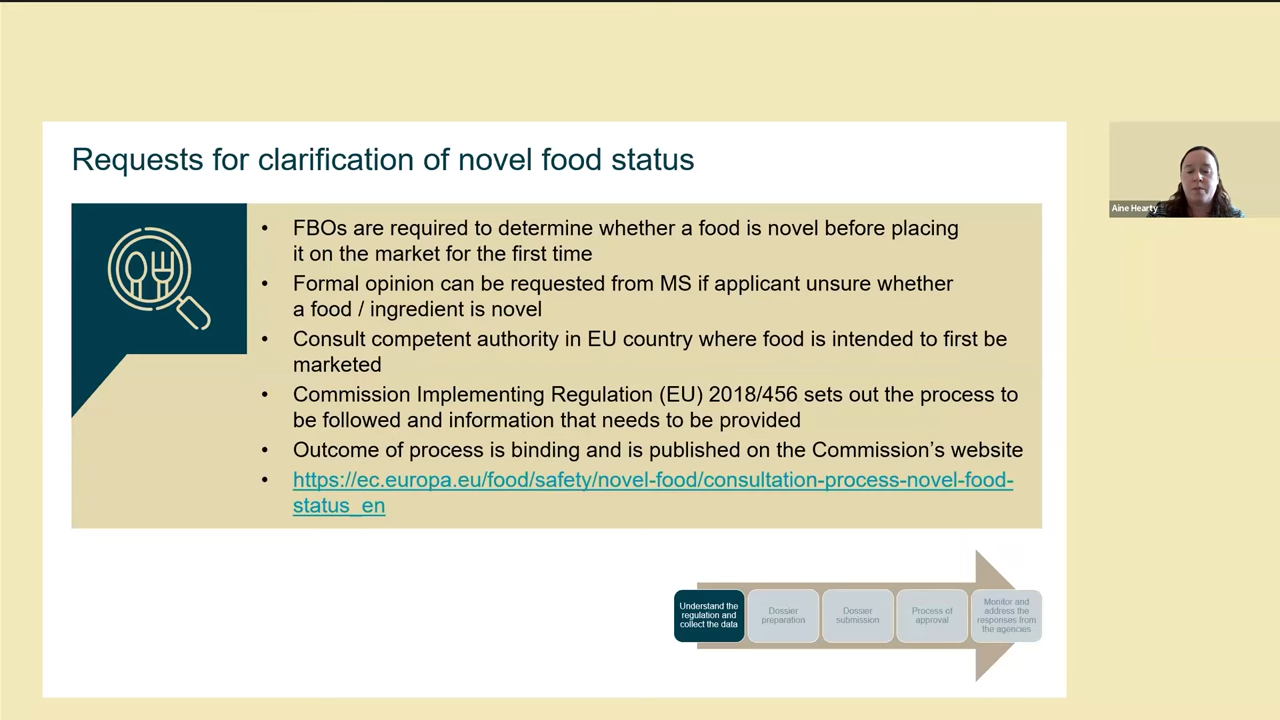 Requests for clarification of novel food status
• FBOs are required to determine whether a food is novel before placing
it on the market for the first time
• Formal opinion can be requested from MS if applicant unsure whether
a food / ingredient is novel
• Consult competent authority in EU country where food is intended to first be
marketed
• Commission Implementing Regulation (EU) 2018/456 sets out the process to
be followed and information that needs to be provided
• Outcome of process is binding and is published on the Commission’s website
• https://ec.europa.eu/food/safety/novel-food/consultation-process-novel-food-
status_en
Understand the
regulation and
collect the data
Dossier
preparation
Dossier
submission
Process of
approval
Monitor and
address the
responses from
the agencies
Aine Hearty